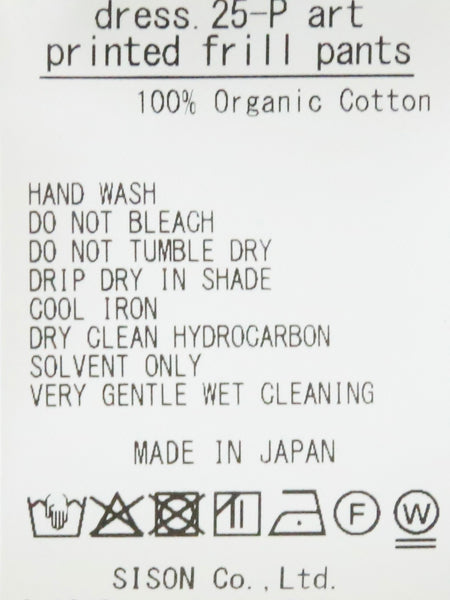 dress. 25-P art
printed frill pants
100% Organic Cotton
HAND WASH
DO NOT BLEACH
DO NOT TUMBLE DRY
DRIP DRY IN SHADE
COOL IRON
DRY CLEAN HYDROCARBON
SOLVENT ONLY
VERY GENTLE WET CLEANING
MADE IN JAPAN
F W
SISON Co., Ltd.